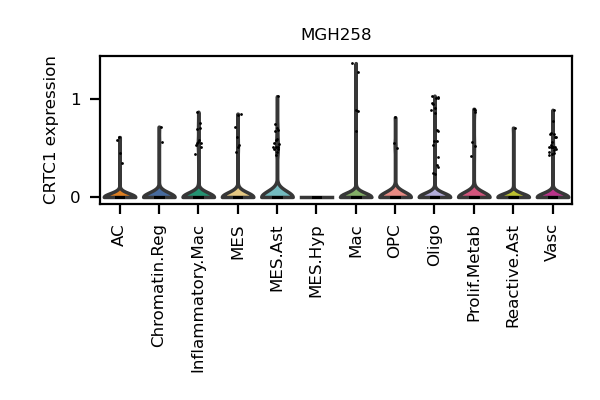 MGH258
CRTC1 expression
1
0
AC
Chromatin.Reg
Inflammatory.Mac
MES
MES.Ast
MES.Hyp
Mac
OPC
Oligo
Prolif.Metab
Reactive.Ast
Vasc